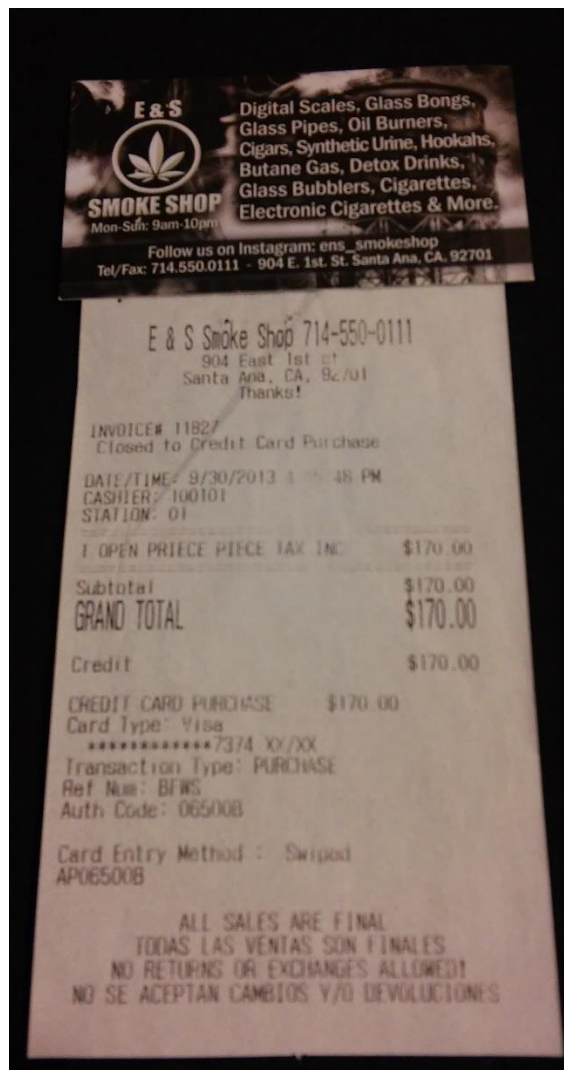 E & S
SMOKE SHOP
Mon-Sun: 9am-10pm
Digital Scales, Glass Bongs,
Glass Pipes, Oil Burners,
Cigars, Synthetic Urine, Hookahs,
Butane Gas, Detox Drinks,
Glass Bubblers, Cigarettes,
Electronic Cigarettes & More.
Follow us on Instagram: ens_smokeshop
Tel/Fax: 714.550.0111 - 904 E. 1st. St. Santa Ana, CA. 92701
E & S Smoke Shop 714-550-0111
904 East 1st st
Santa Ana, CA, 92701
Thanks!
INVOICE# 11827
Closed to Credit Card Purchase
DATE/TIME: 9/30/2013 48 PM
CASHIER: 100101
STATION: 01
1 OPEN PRIECE PIECE TAX INC $170.00
Subtotal $170.00
GRAND TOTAL $170.00
Credit $170.00
CREDIT CARD PURCHASE $170.00
Card Type: Visa
************7374 XX/XX
Transaction Type: PURCHASE
Ref Num: BFWS
Auth Code: 065008
Card Entry Method : Swiped
AP065008
ALL SALES ARE FINAL
TODAS LAS VENTAS SON FINALES
NO RETURNS OR EXCHANGES ALLOWED!
NO SE ACEPTAN CAMBIOS Y/O DEVOLUCIONES